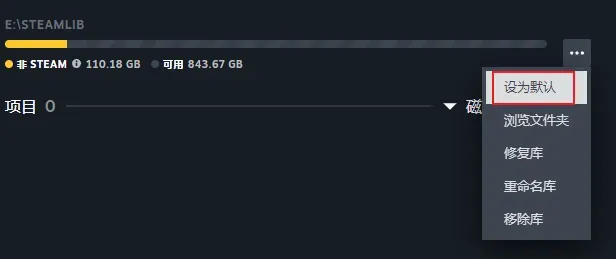 E:\STEAMLIB
非 STEAM 110.18 GB 可用 843.67 GB
设为默认
项目 0 磁
浏览文件夹
修复库
重命名库
移除库